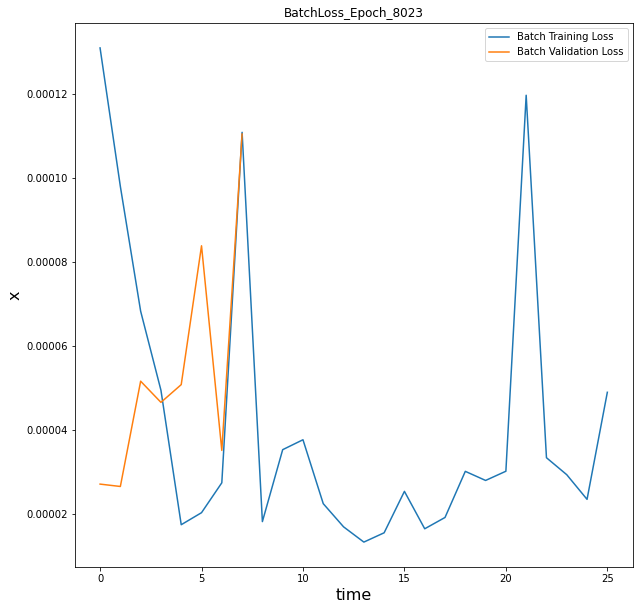 BatchLoss_Epoch_8023
Batch Training Loss
Batch Validation Loss
0.00012
0.00010
0.00008
0.00006
0.00004
0.00002
x
0 5 10 15 20 25
time